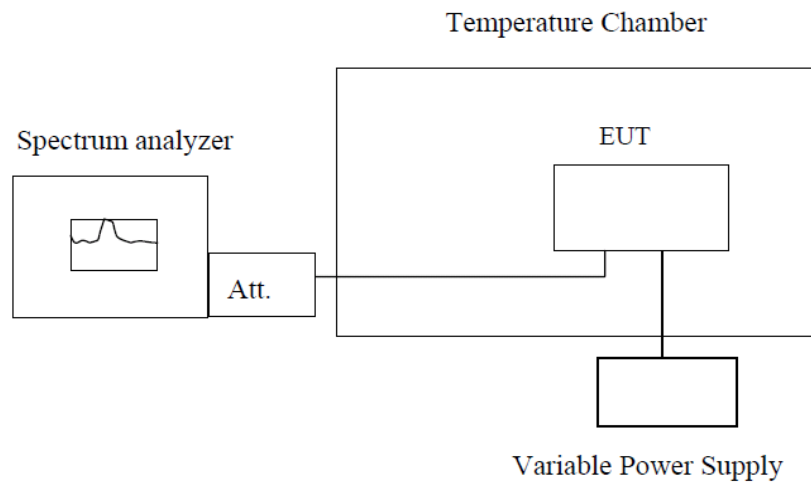 Temperature Chamber
Spectrum analyzer
EUT
Att.
Variable Power Supply